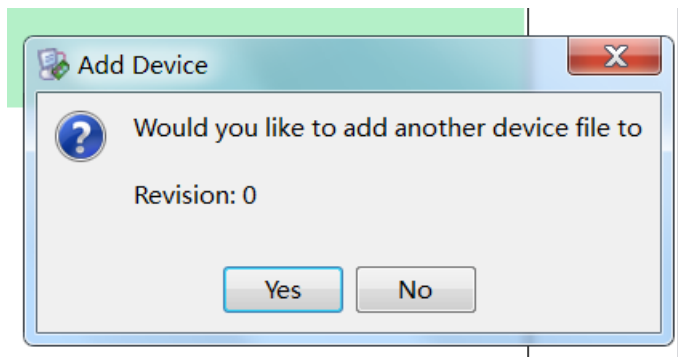 Add Device
Would you like to add another device file to
Revision: 0
Yes
No